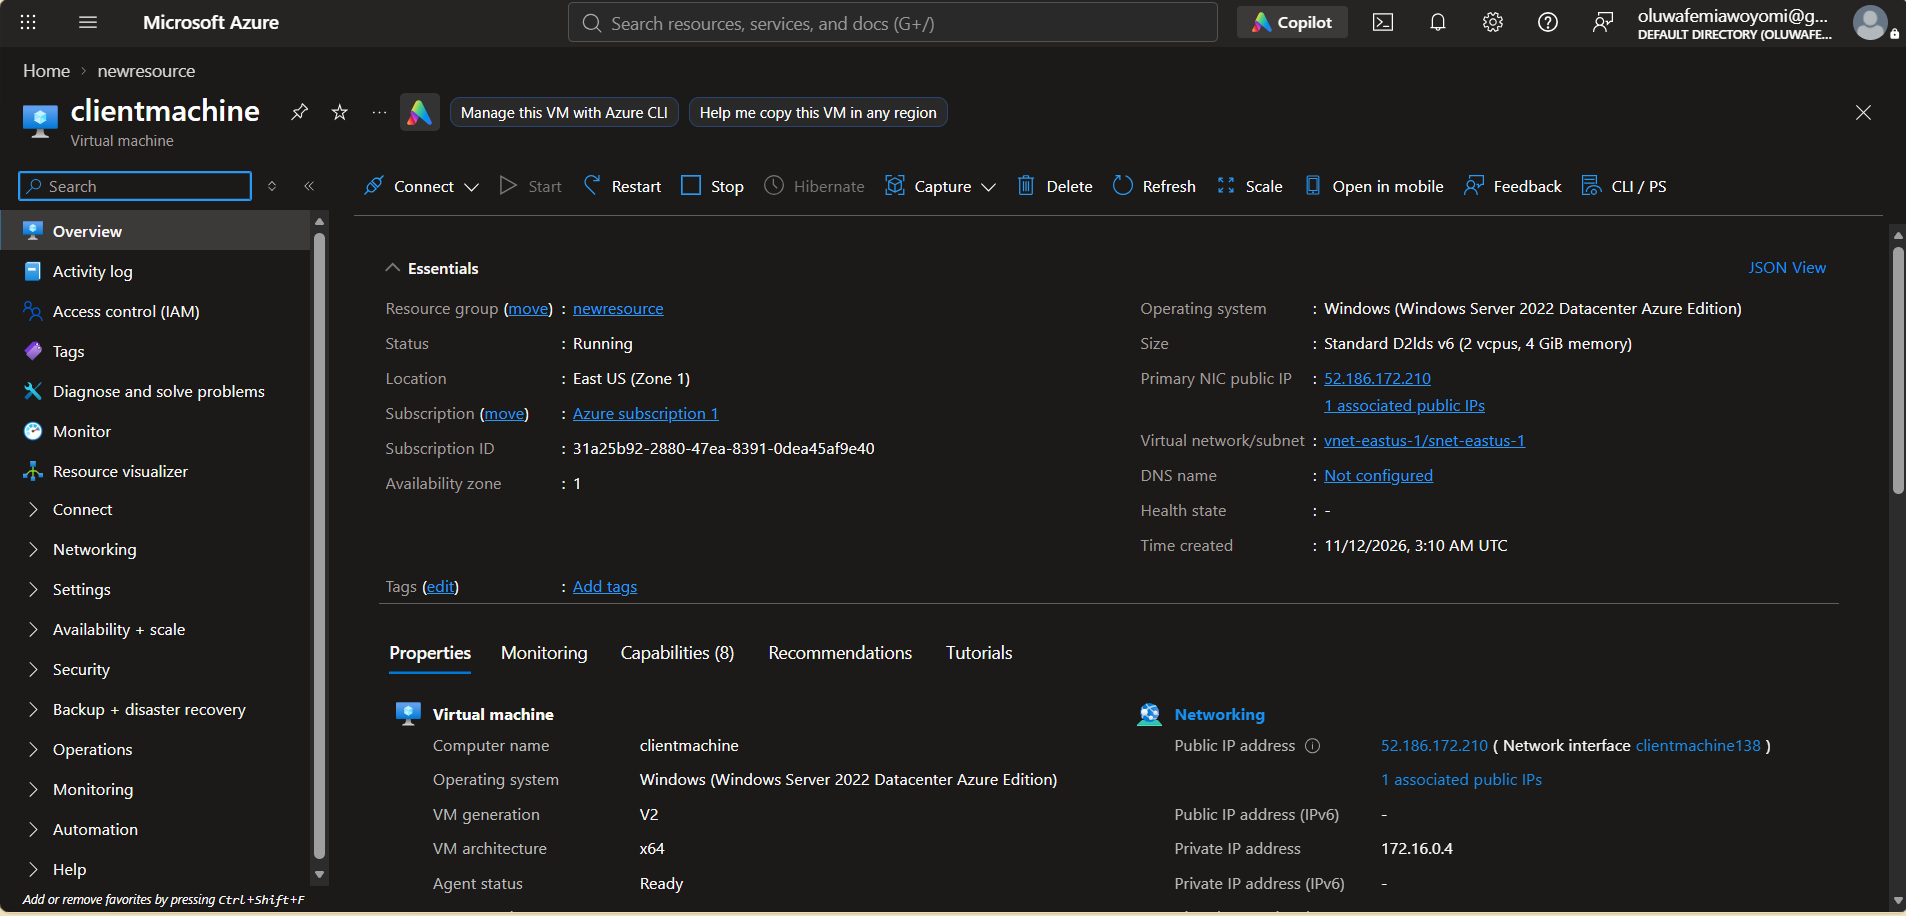 Microsoft Azure
Search resources, services, and docs (G+/)
Copilot
oluwafemiawoyomi@g...
DEFAULT DIRECTORY (OLUWAFE...
Home > newresource
clientmachine
Virtual machine
Manage this VM with Azure CLI
Help me copy this VM in any region
Search
Connect
Start
Restart
Stop
Hibernate
Capture
Delete
Refresh
Scale
Open in mobile
Feedback
CLI / PS
Overview
Activity log
Access control (IAM)
Tags
Diagnose and solve problems
Monitor
Resource visualizer
Connect
Networking
Settings
Availability + scale
Security
Backup + disaster recovery
Operations
Monitoring
Automation
Help
Add or remove favorites by pressing Ctrl+Shift+F
Essentials
JSON View
Resource group (move) : newresource
Status : Running
Location : East US (Zone 1)
Subscription (move) : Azure subscription 1
Subscription ID : 31a25b92-2880-47ea-8391-0dea45af9e40
Availability zone : 1
Operating system : Windows (Windows Server 2022 Datacenter Azure Edition)
Size : Standard D2lds v6 (2 vcpus, 4 GiB memory)
Primary NIC public IP : 52.186.172.210
1 associated public IPs
Virtual network/subnet : vnet-eastus-1/snet-eastus-1
DNS name : Not configured
Health state : -
Time created : 11/12/2026, 3:10 AM UTC
Tags (edit) : Add tags
Properties
Monitoring
Capabilities (8)
Recommendations
Tutorials
Virtual machine
Computer name clientmachine
Operating system Windows (Windows Server 2022 Datacenter Azure Edition)
VM generation V2
VM architecture x64
Agent status Ready
Networking
Public IP address 52.186.172.210 ( Network interface clientmachine138 )
1 associated public IPs
Public IP address (IPv6) -
Private IP address 172.16.0.4
Private IP address (IPv6) -